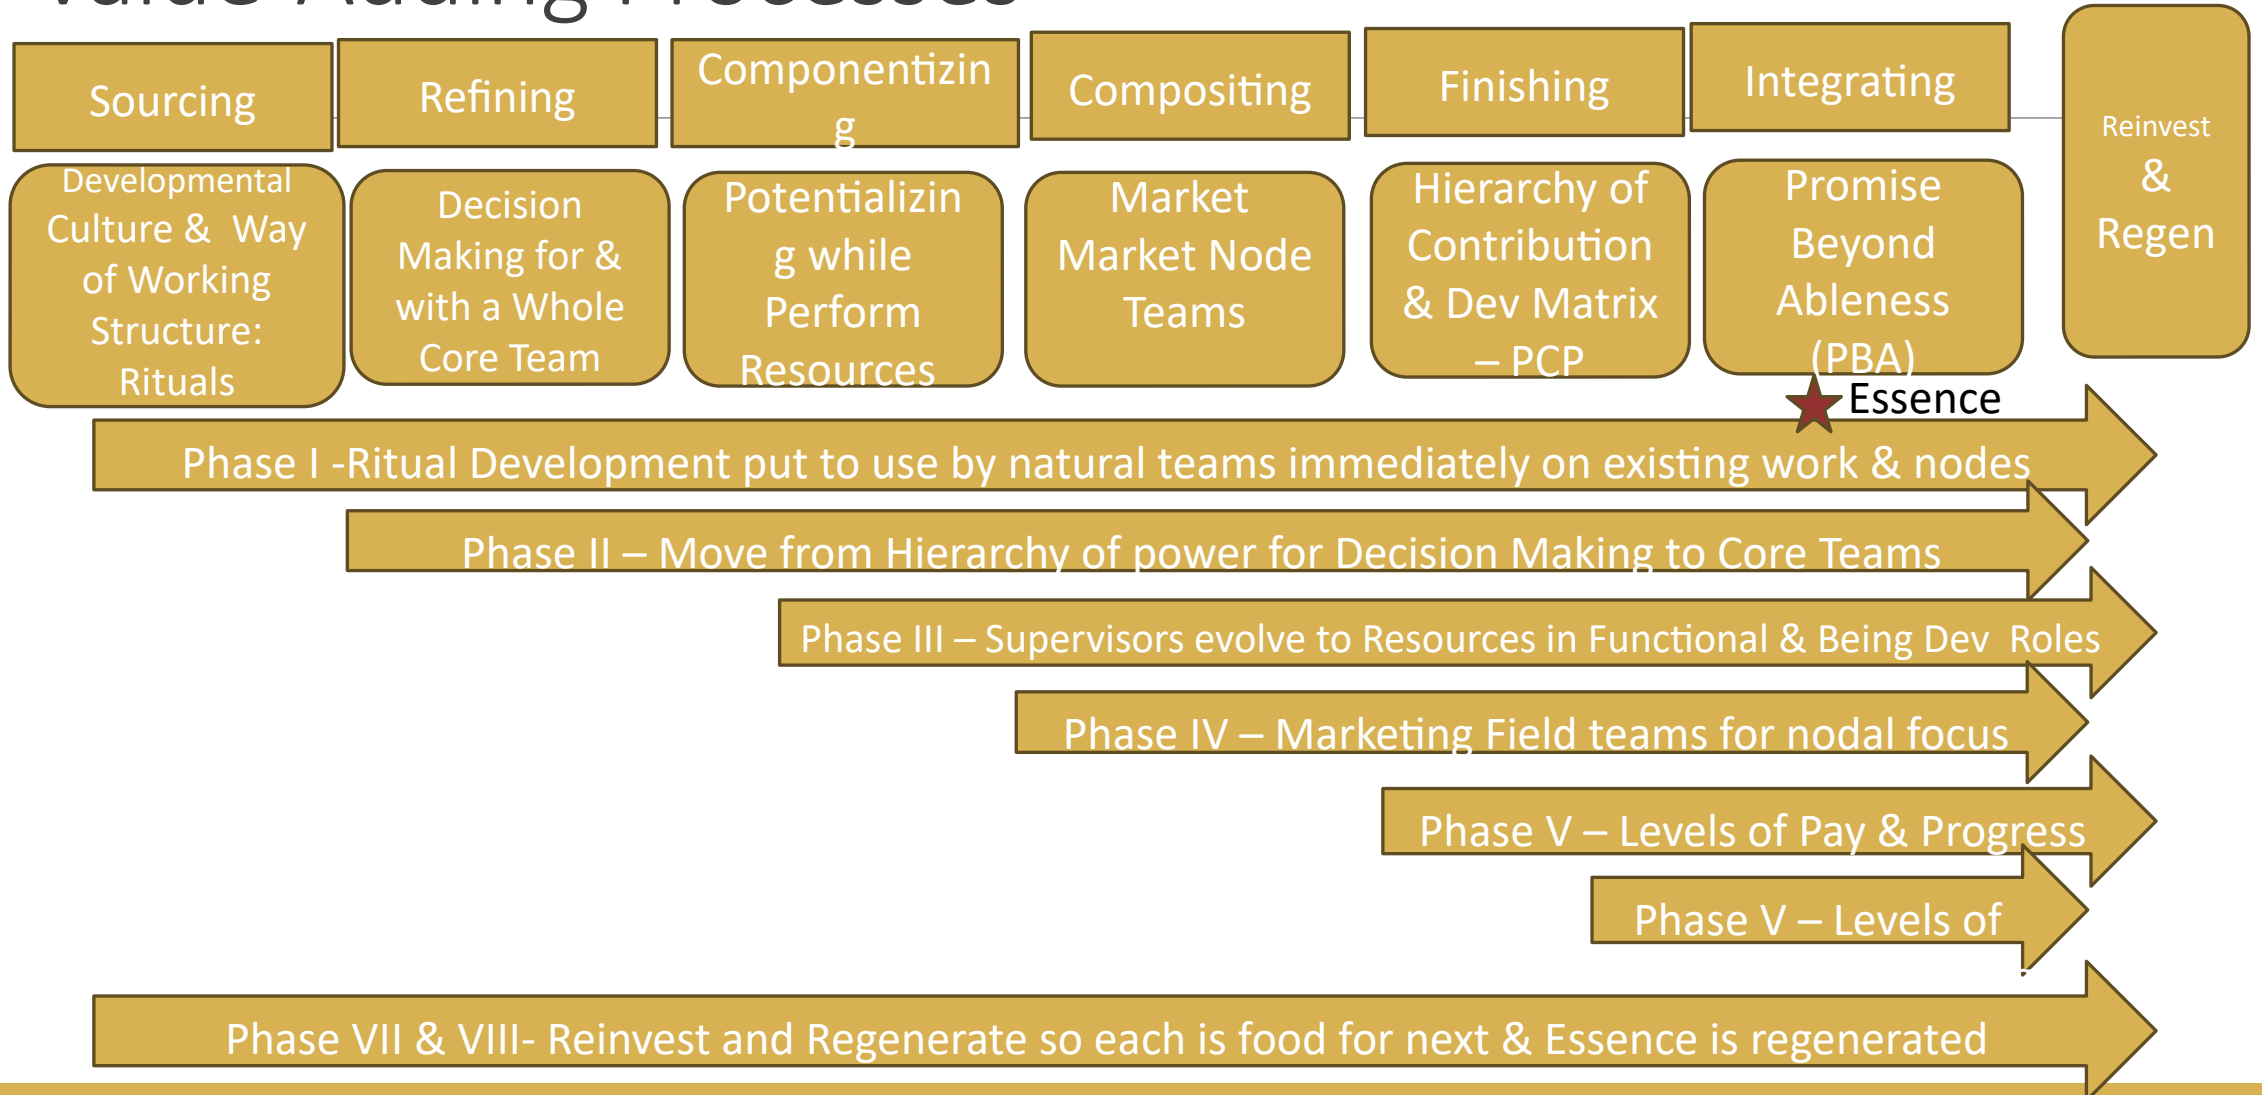 Value-Adding Processes
Sourcing
Refining
Componentizin
g
Compositing
Finishing
Integrating
Reinvest
&
Regen
Developmental
Culture & Way
of Working
Structure:
Rituals
Decision
Making for &
with a Whole
Core Team
Potentializin
g while
Perform
Resources
Market
Market Node
Teams
Hierarchy of
Contribution
& Dev Matrix
– PCP
Promise
Beyond
Ableness
(PBA)
Essence
Phase I -Ritual Development put to use by natural teams immediately on existing work & nodes
Phase II – Move from Hierarchy of power for Decision Making to Core Teams
Phase III – Supervisors evolve to Resources in Functional & Being Dev Roles
Phase IV – Marketing Field teams for nodal focus
Phase V – Levels of Pay & Progress
Phase V – Levels of
Phase VII & VIII- Reinvest and Regenerate so each is food for next & Essence is regenerated